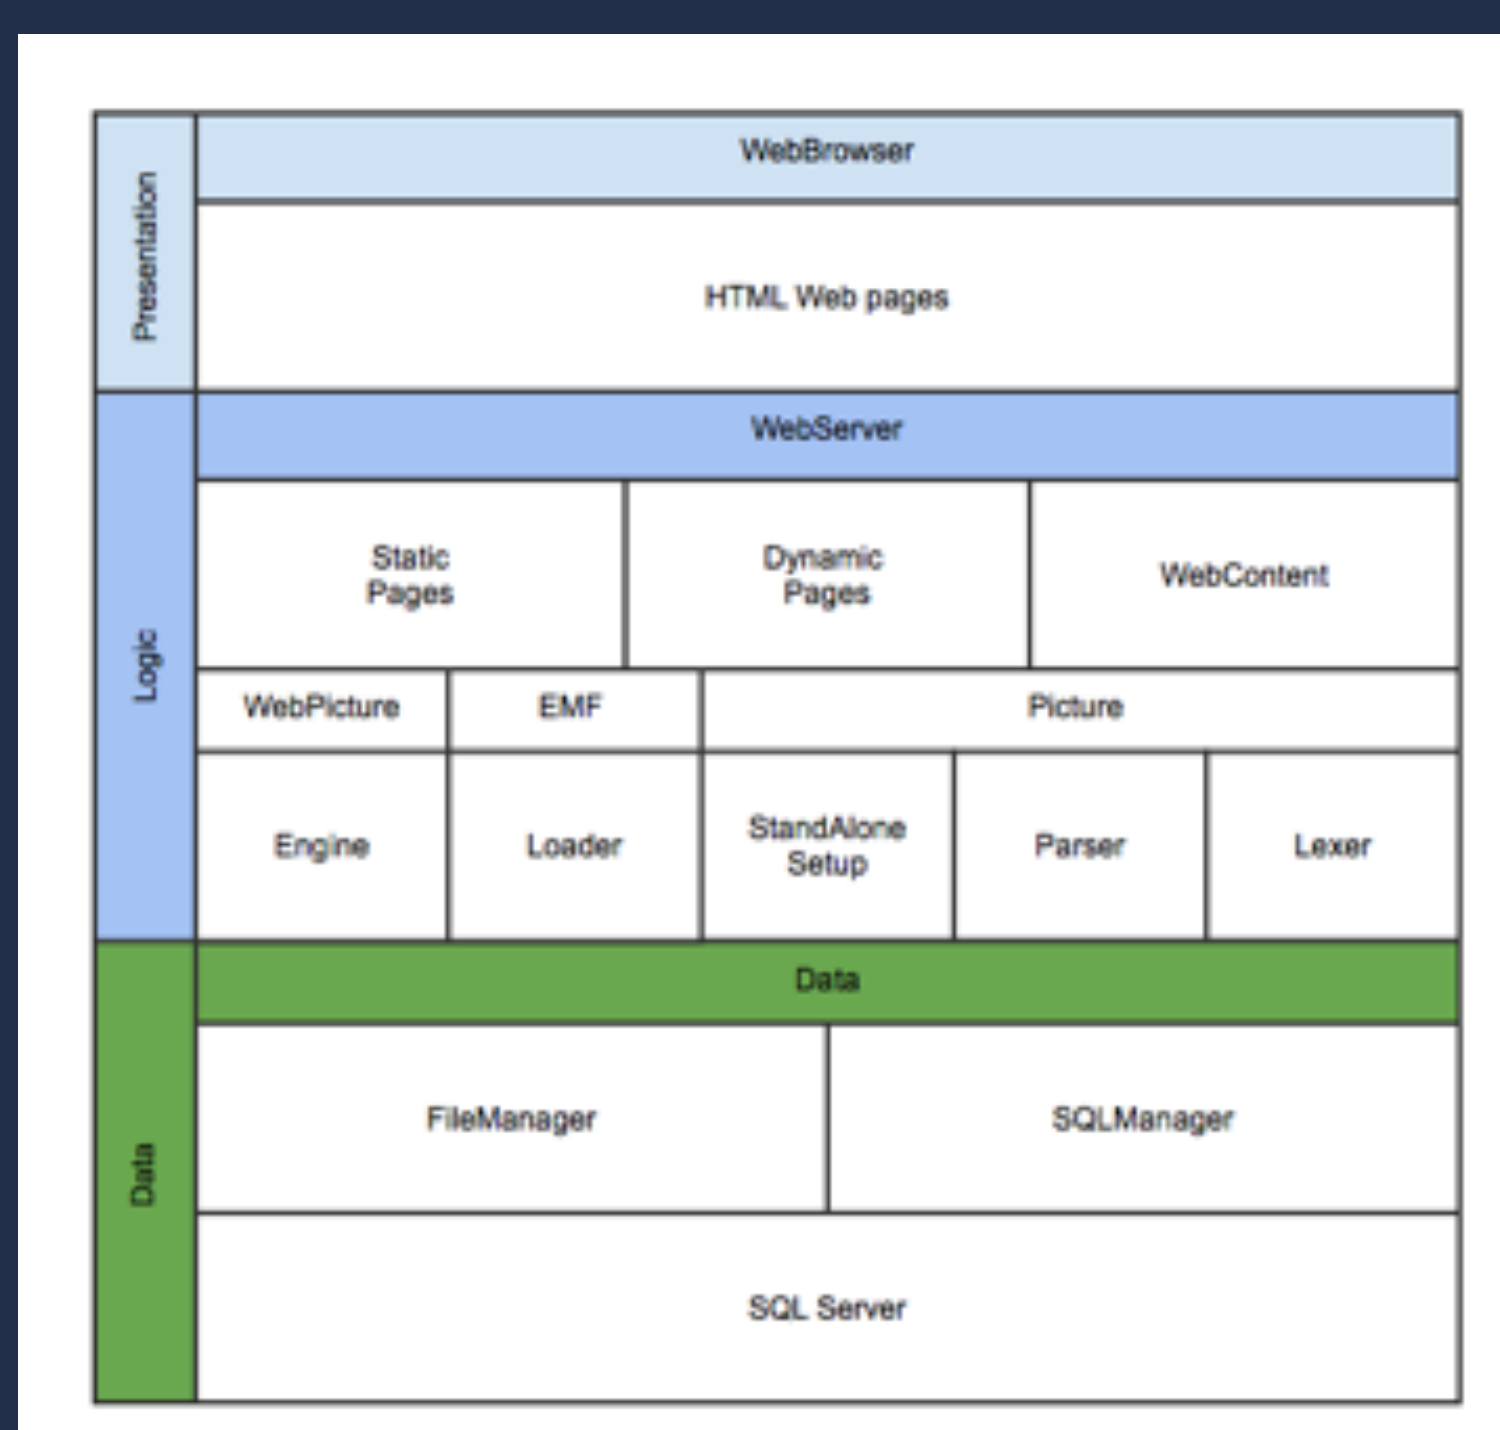 Presentation
WebBrowser
HTML Web pages
Logic
WebServer
Static
Pages
Dynamic
Pages
WebContent
WebPicture
EMF
Picture
Engine
Loader
StandAlone
Setup
Parser
Lexer
Data
Data
FileManager
SQLManager
SQL Server